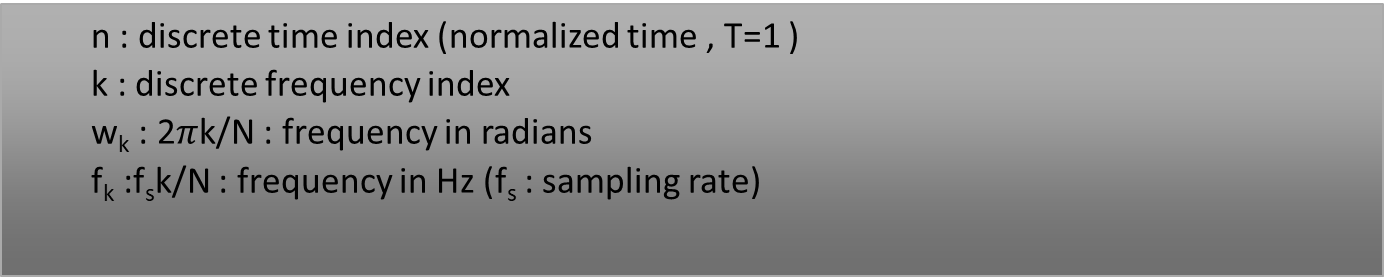 n : discrete time index (normalized time , T=1 )
k : discrete frequency index
wₖ : 2𝜋k/N : frequency in radians
fₖ :fₛk/N : frequency in Hz (fₛ : sampling rate)